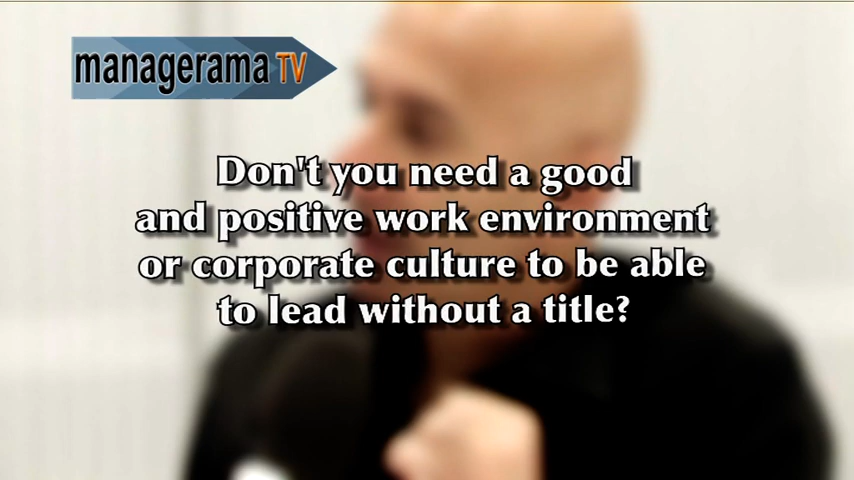 managerama TV
Don't you need a good
and positive work environment
or corporate culture to be able
to lead without a title?